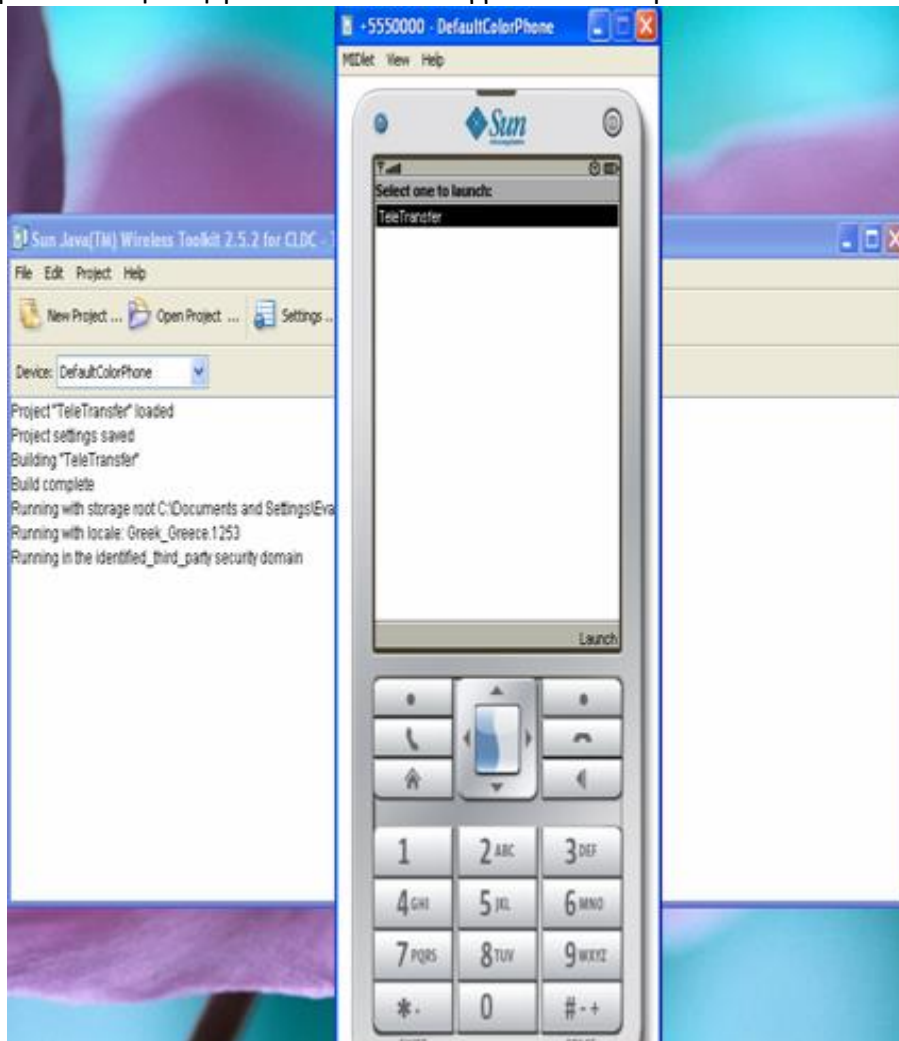 +5550000 - DefaultColorPhone
MIDlet View Help
Sun
Select one to launch:
TeleTransfer
Launch
1
2 ABC
3 DEF
4 GHI
5 JKL
6 MNO
7 PQRS
8 TUV
9 WXYZ
* .
0
# - +
Sun Java(TM) Wireless Toolkit 2.5.2 for CLDC -
File Edit Project Help
New Project ... Open Project ... Settings ..
Device: DefaultColorPhone
Project "TeleTransfer" loaded
Project settings saved
Building "TeleTransfer"
Build complete
Running with storage root C:\Documents and Settings\Eva
Running with locale: Greek_Greece.1253
Running in the identified_third_party security domain